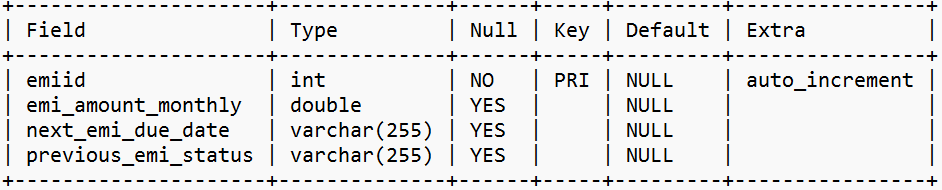 +--------------------+--------------+------+-----+---------+----------------+
| Field              | Type         | Null | Key | Default | Extra          |
+--------------------+--------------+------+-----+---------+----------------+
| emiid              | int          | NO   | PRI | NULL    | auto_increment |
| emi_amount_monthly | double       | YES  |     | NULL    |                |
| next_emi_due_date  | varchar(255) | YES  |     | NULL    |                |
| previous_emi_status | varchar(255) | YES  |     | NULL    |                |
+--------------------+--------------+------+-----+---------+----------------+